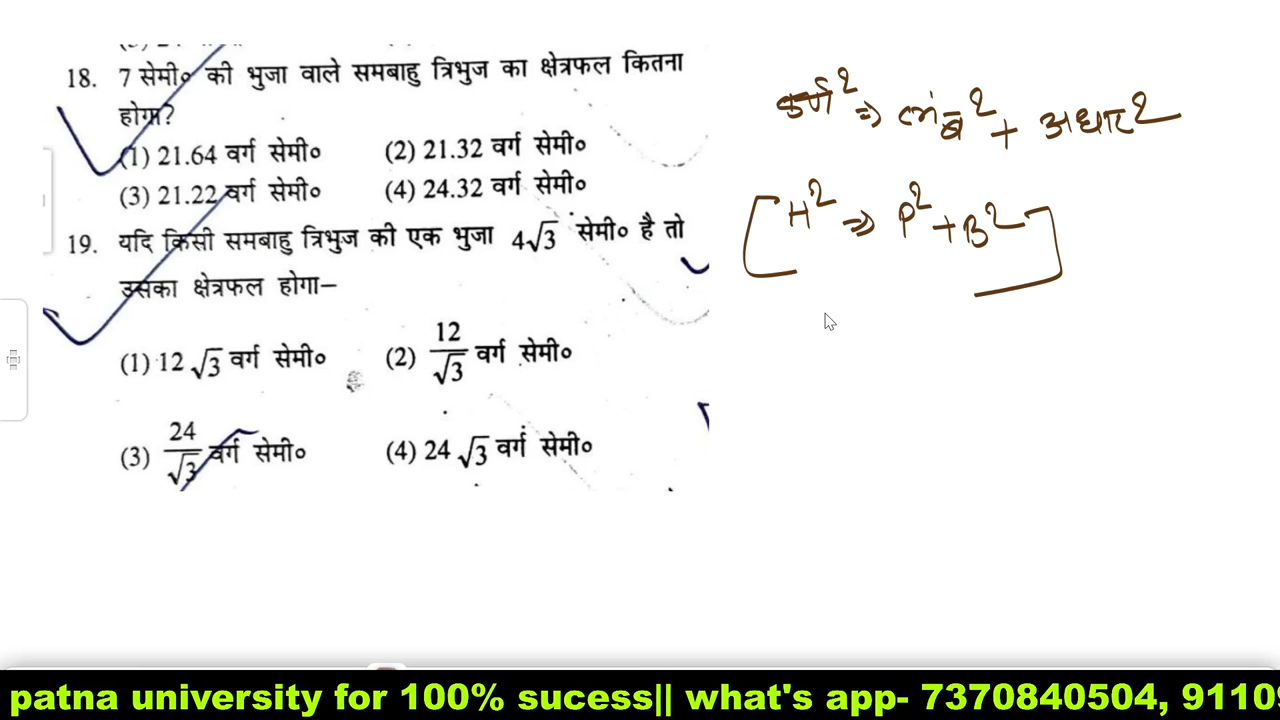 18. 7 सेमी० की भुजा वाले समबाहु त्रिभुज का क्षेत्रफल कितना
होगा?
(1) 21.64 वर्ग सेमी० (2) 21.32 वर्ग सेमी०
(3) 21.22 वर्ग सेमी० (4) 24.32 वर्ग सेमी०
19. यदि किसी समबाहु त्रिभुज की एक भुजा 4√3 सेमी० है तो
उसका क्षेत्रफल होगा–
(1) 12 √3 वर्ग सेमी० (2) 12/√3 वर्ग सेमी०
(3) 24/√3 वर्ग सेमी० (4) 24 √3 वर्ग सेमी०
कर्ण² ⇒ लंब² + अधार²
[H² ⇒ P² + B²]
patna university for 100% sucess|| what's app- 7370840504, 9110